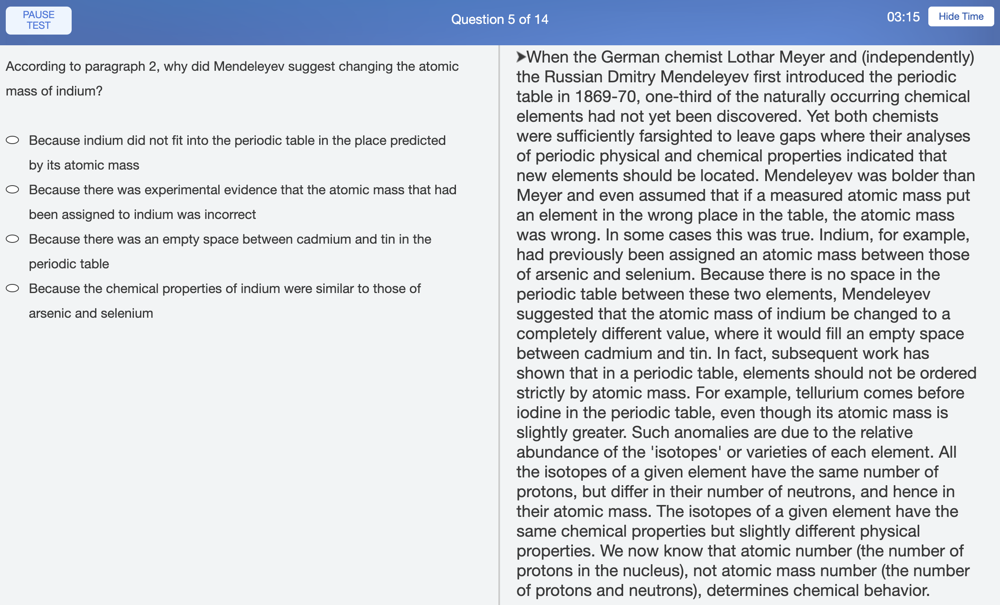 PAUSE
TEST
Question 5 of 14
03:15
Hide Time
According to paragraph 2, why did Mendeleyev suggest changing the atomic
mass of indium?
Because indium did not fit into the periodic table in the place predicted
by its atomic mass
Because there was experimental evidence that the atomic mass that had
been assigned to indium was incorrect
Because there was an empty space between cadmium and tin in the
periodic table
Because the chemical properties of indium were similar to those of
arsenic and selenium
➤When the German chemist Lothar Meyer and (independently)
the Russian Dmitry Mendeleyev first introduced the periodic
table in 1869-70, one-third of the naturally occurring chemical
elements had not yet been discovered. Yet both chemists
were sufficiently farsighted to leave gaps where their analyses
of periodic physical and chemical properties indicated that
new elements should be located. Mendeleyev was bolder than
Meyer and even assumed that if a measured atomic mass put
an element in the wrong place in the table, the atomic mass
was wrong. In some cases this was true. Indium, for example,
had previously been assigned an atomic mass between those
of arsenic and selenium. Because there is no space in the
periodic table between these two elements, Mendeleyev
suggested that the atomic mass of indium be changed to a
completely different value, where it would fill an empty space
between cadmium and tin. In fact, subsequent work has
shown that in a periodic table, elements should not be ordered
strictly by atomic mass. For example, tellurium comes before
iodine in the periodic table, even though its atomic mass is
slightly greater. Such anomalies are due to the relative
abundance of the 'isotopes' or varieties of each element. All
the isotopes of a given element have the same number of
protons, but differ in their number of neutrons, and hence in
their atomic mass. The isotopes of a given element have the
same chemical properties but slightly different physical
properties. We now know that atomic number (the number of
protons in the nucleus), not atomic mass number (the number
of protons and neutrons), determines chemical behavior.